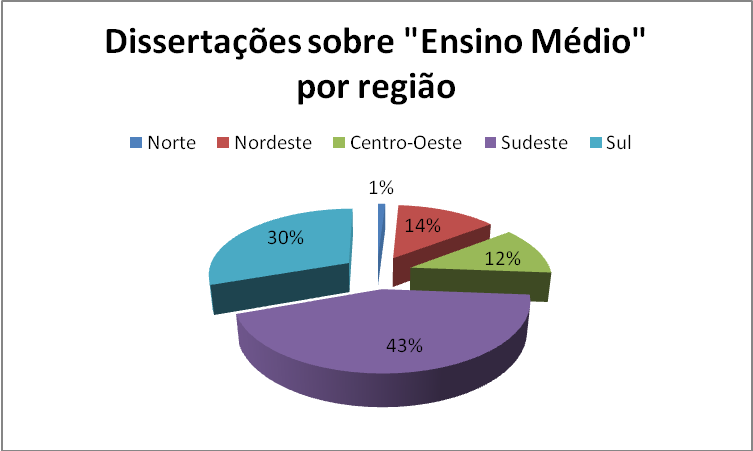 Dissertações sobre "Ensino Médio"
por região
Norte Nordeste Centro-Oeste Sudeste Sul
1%
14%
30%
12%
43%